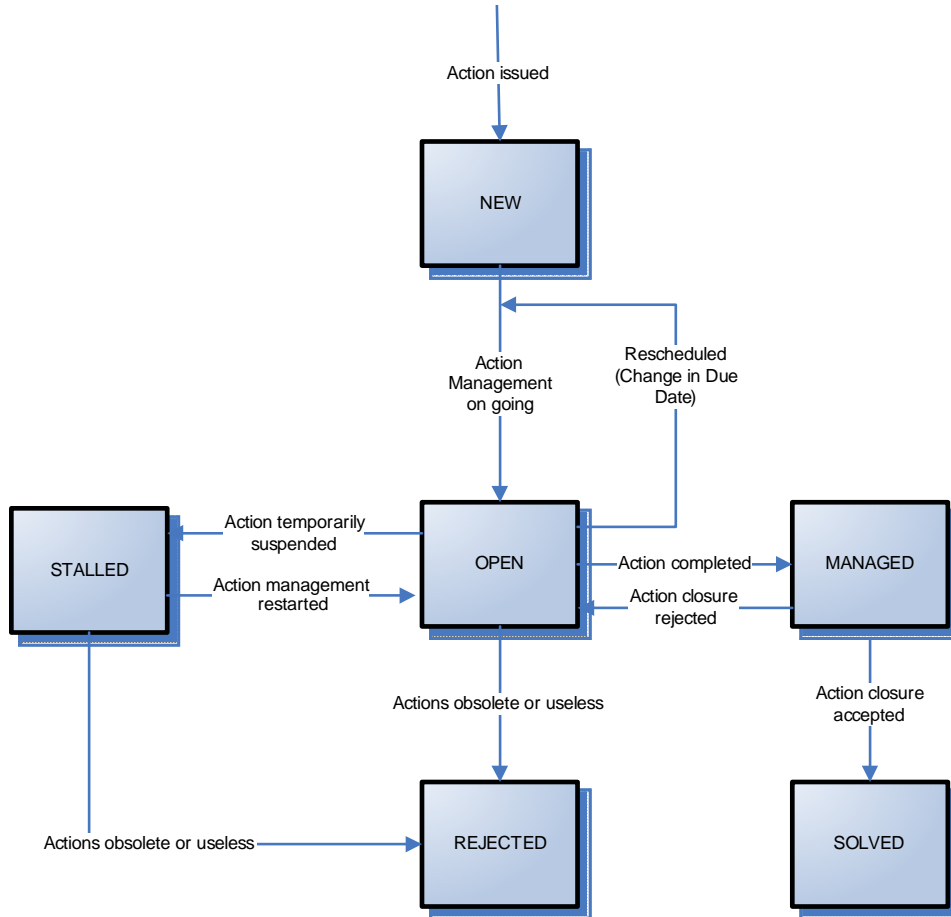 Action issued
NEW
Action
Management
on going
Rescheduled
(Change in Due
Date)
STALLED
Action temporarily
suspended
Action management
restarted
OPEN
Action completed
Action closure
rejected
MANAGED
Actions obsolete or useless
Action closure
accepted
Actions obsolete or useless
REJECTED
SOLVED